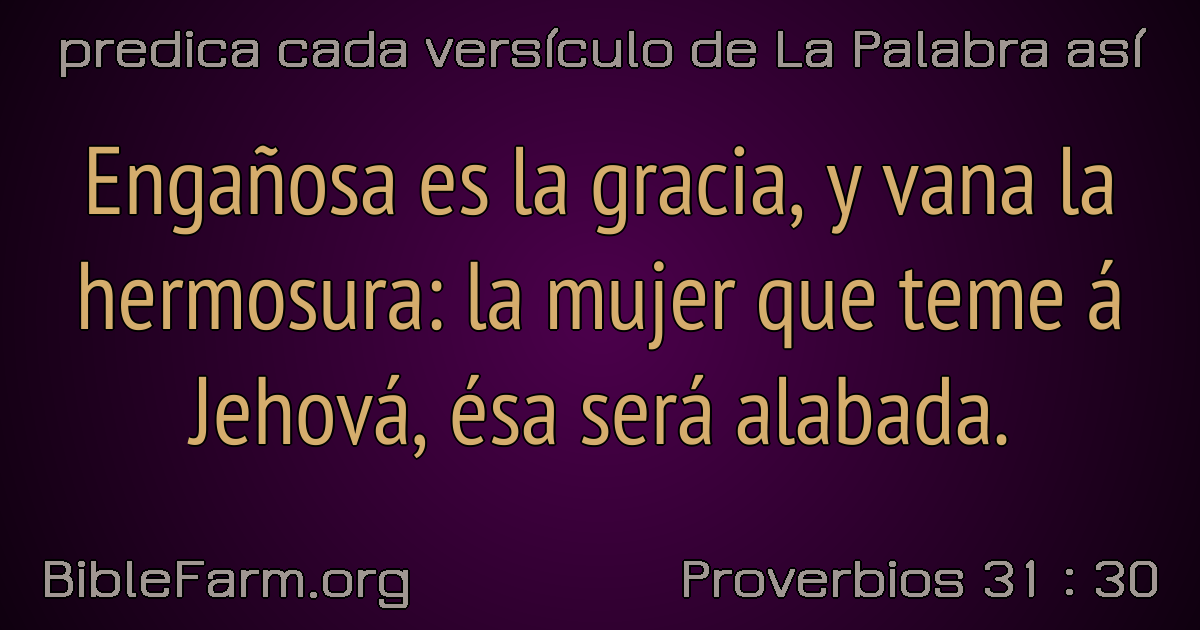 predica cada versículo de La Palabra así
Engañosa es la gracia, y vana la
hermosura: la mujer que teme á
Jehová, ésa será alabada.
BibleFarm.org
Proverbios 31 : 30